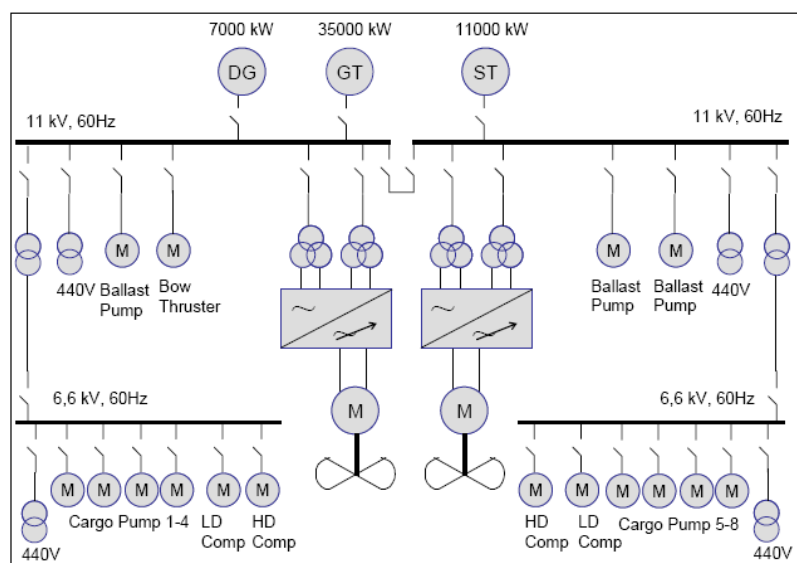 7000 kW
35000 kW
11000 kW
DG
GT
ST
11 kV, 60Hz
11 kV, 60Hz
M
M
440V
Ballast
Pump
Bow
Thruster
M
M
Ballast
Pump
Ballast
Pump
440V
M
M
6,6 kV, 60Hz
6,6 kV, 60Hz
M
M
M
M
M
M
Cargo Pump 1-4
LD
Comp
HD
Comp
440V
M
M
M
M
M
M
HD
Comp
LD
Comp
Cargo Pump 5-8
440V